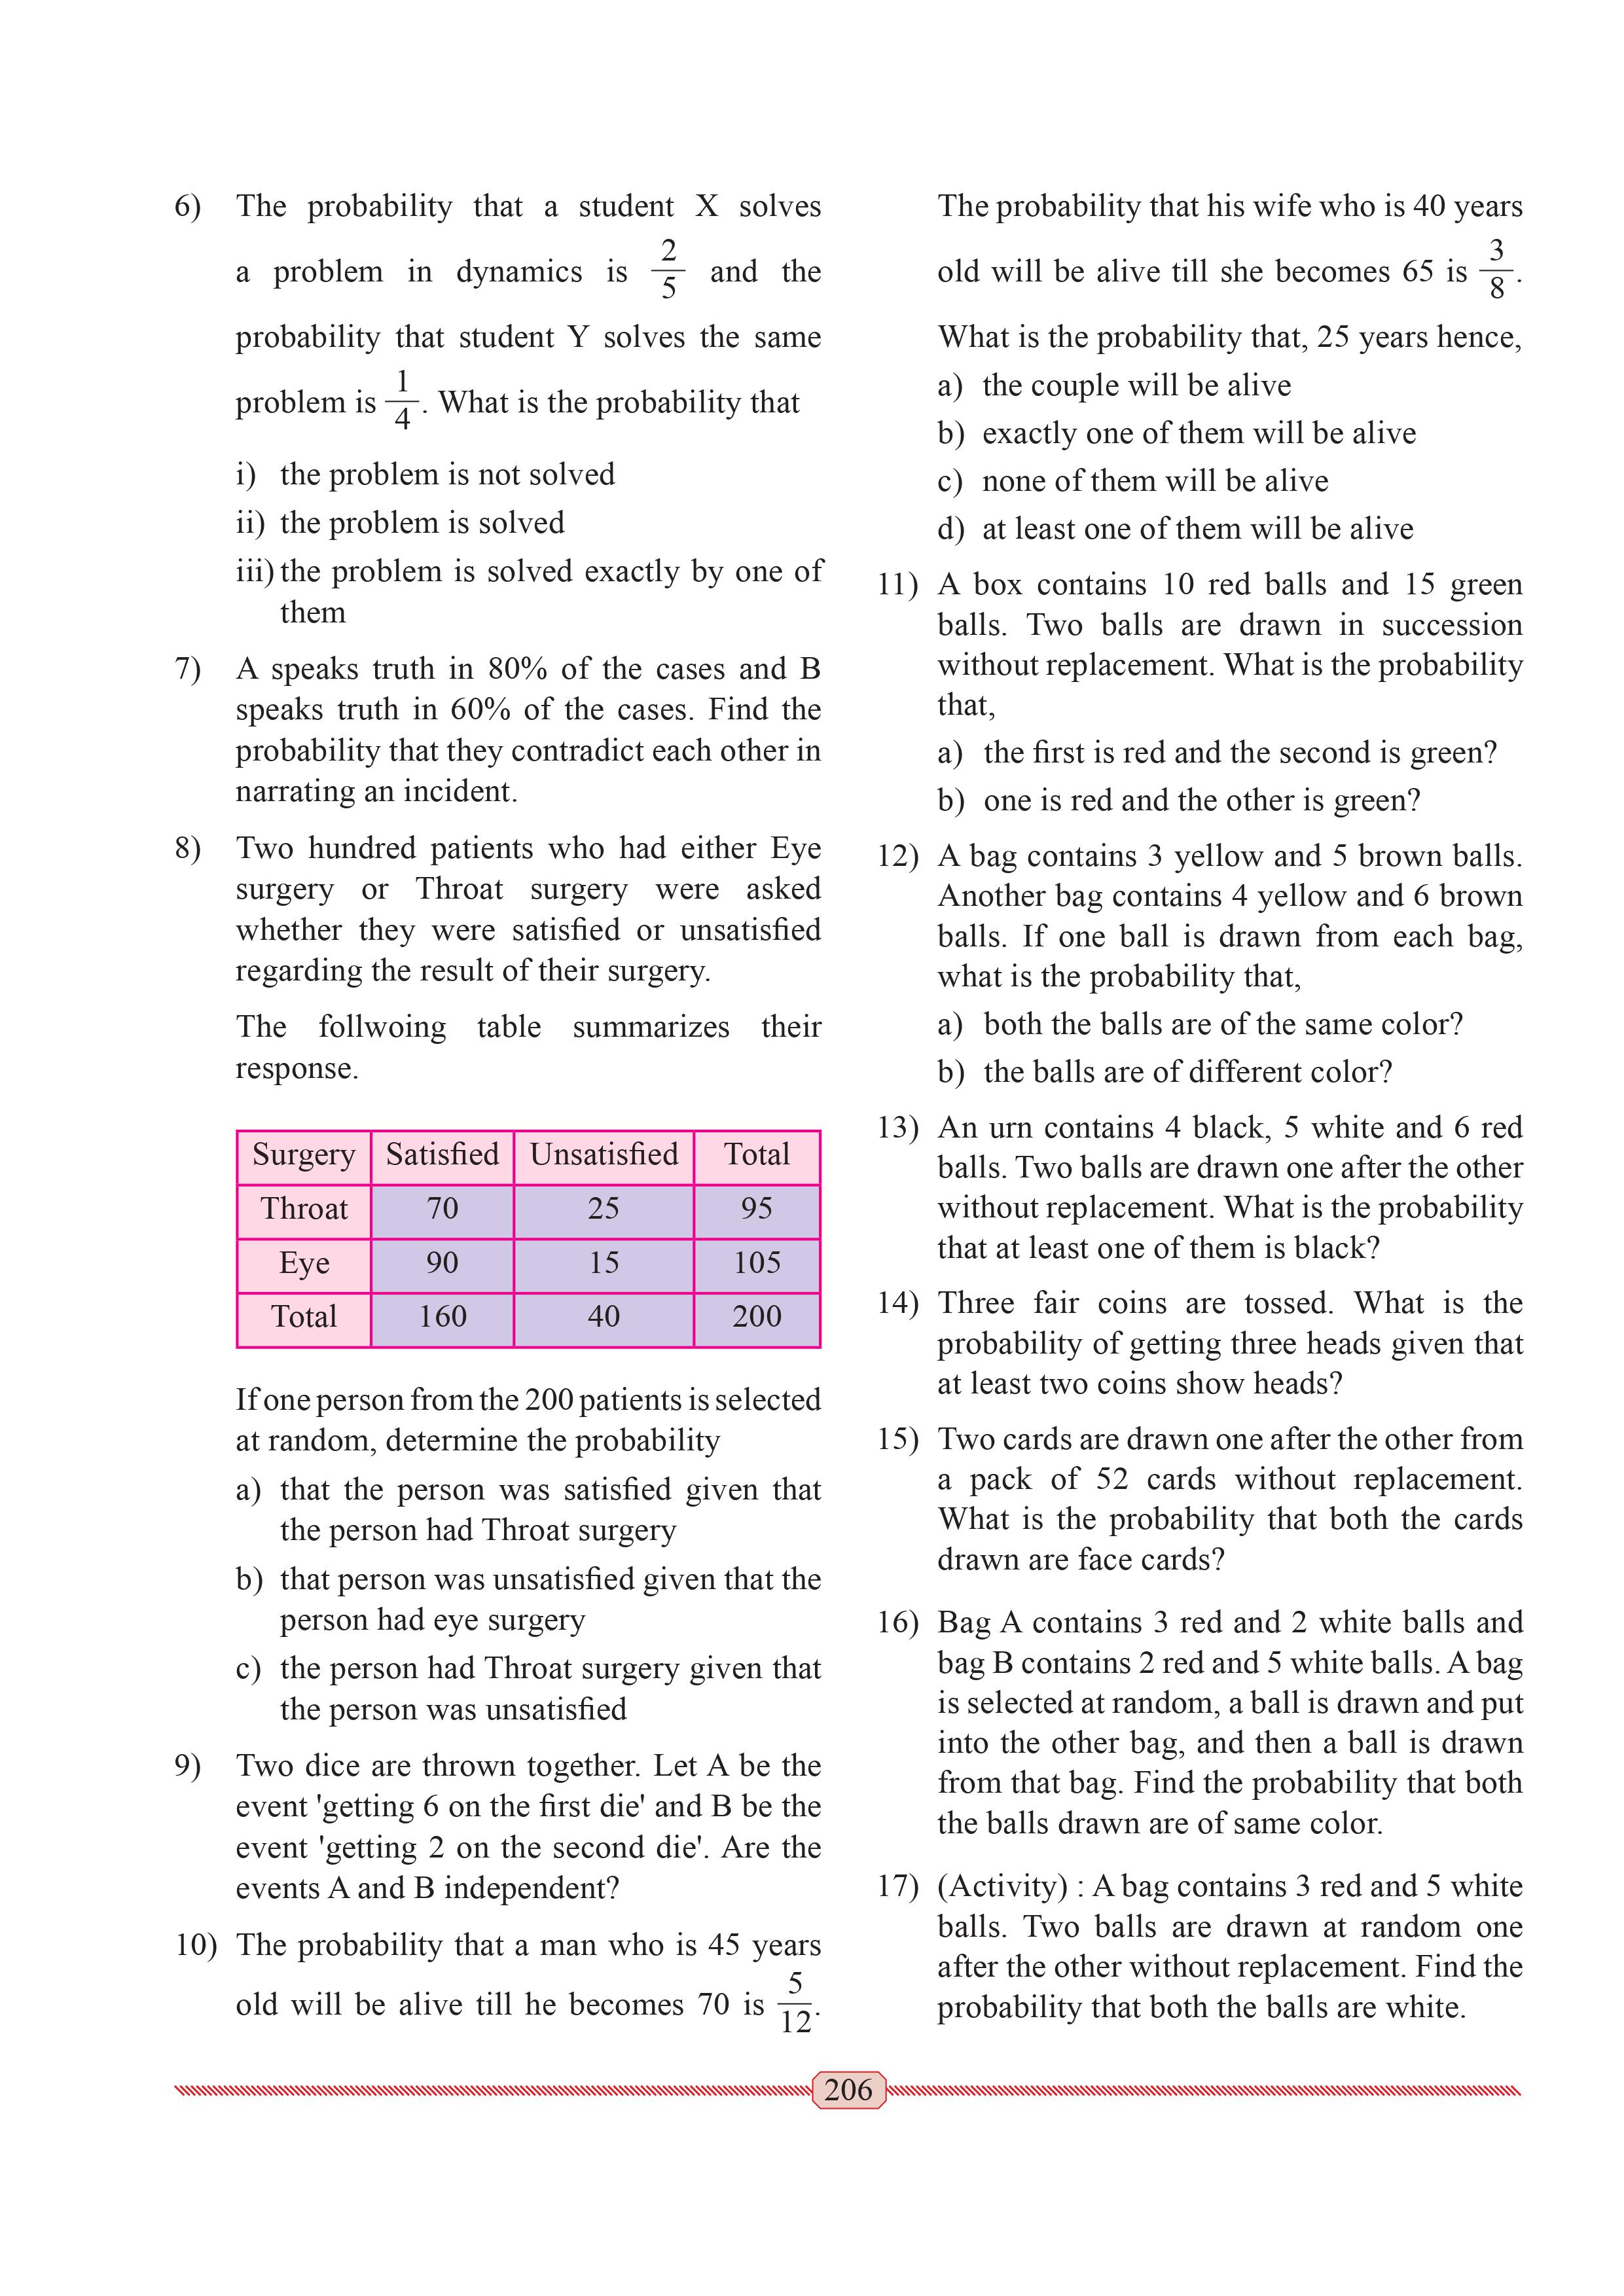 6) The probability that a student X solves
a problem in dynamics is 2/5 and the
probability that student Y solves the same
problem is 1/4. What is the probability that
i) the problem is not solved
ii) the problem is solved
iii) the problem is solved exactly by one of
them
7) A speaks truth in 80% of the cases and B
speaks truth in 60% of the cases. Find the
probability that they contradict each other in
narrating an incident.
8) Two hundred patients who had either Eye
surgery or Throat surgery were asked
whether they were satisfied or unsatisfied
regarding the result of their surgery.
The follwoing table summarizes their
response.
Surgery Satisfied Unsatisfied Total
Throat 70 25 95
Eye 90 15 105
Total 160 40 200
If one person from the 200 patients is selected
at random, determine the probability
a) that the person was satisfied given that
the person had Throat surgery
b) that person was unsatisfied given that the
person had eye surgery
c) the person had Throat surgery given that
the person was unsatisfied
9) Two dice are thrown together. Let A be the
event 'getting 6 on the first die' and B be the
event 'getting 2 on the second die'. Are the
events A and B independent?
10) The probability that a man who is 45 years
old will be alive till he becomes 70 is 5/12.
The probability that his wife who is 40 years
old will be alive till she becomes 65 is 3/8.
What is the probability that, 25 years hence,
a) the couple will be alive
b) exactly one of them will be alive
c) none of them will be alive
d) at least one of them will be alive
11) A box contains 10 red balls and 15 green
balls. Two balls are drawn in succession
without replacement. What is the probability
that,
a) the first is red and the second is green?
b) one is red and the other is green?
12) A bag contains 3 yellow and 5 brown balls.
Another bag contains 4 yellow and 6 brown
balls. If one ball is drawn from each bag,
what is the probability that,
a) both the balls are of the same color?
b) the balls are of different color?
13) An urn contains 4 black, 5 white and 6 red
balls. Two balls are drawn one after the other
without replacement. What is the probability
that at least one of them is black?
14) Three fair coins are tossed. What is the
probability of getting three heads given that
at least two coins show heads?
15) Two cards are drawn one after the other from
a pack of 52 cards without replacement.
What is the probability that both the cards
drawn are face cards?
16) Bag A contains 3 red and 2 white balls and
bag B contains 2 red and 5 white balls. A bag
is selected at random, a ball is drawn and put
into the other bag, and then a ball is drawn
from that bag. Find the probability that both
the balls drawn are of same color.
17) (Activity) : A bag contains 3 red and 5 white
balls. Two balls are drawn at random one
after the other without replacement. Find the
probability that both the balls are white.
206